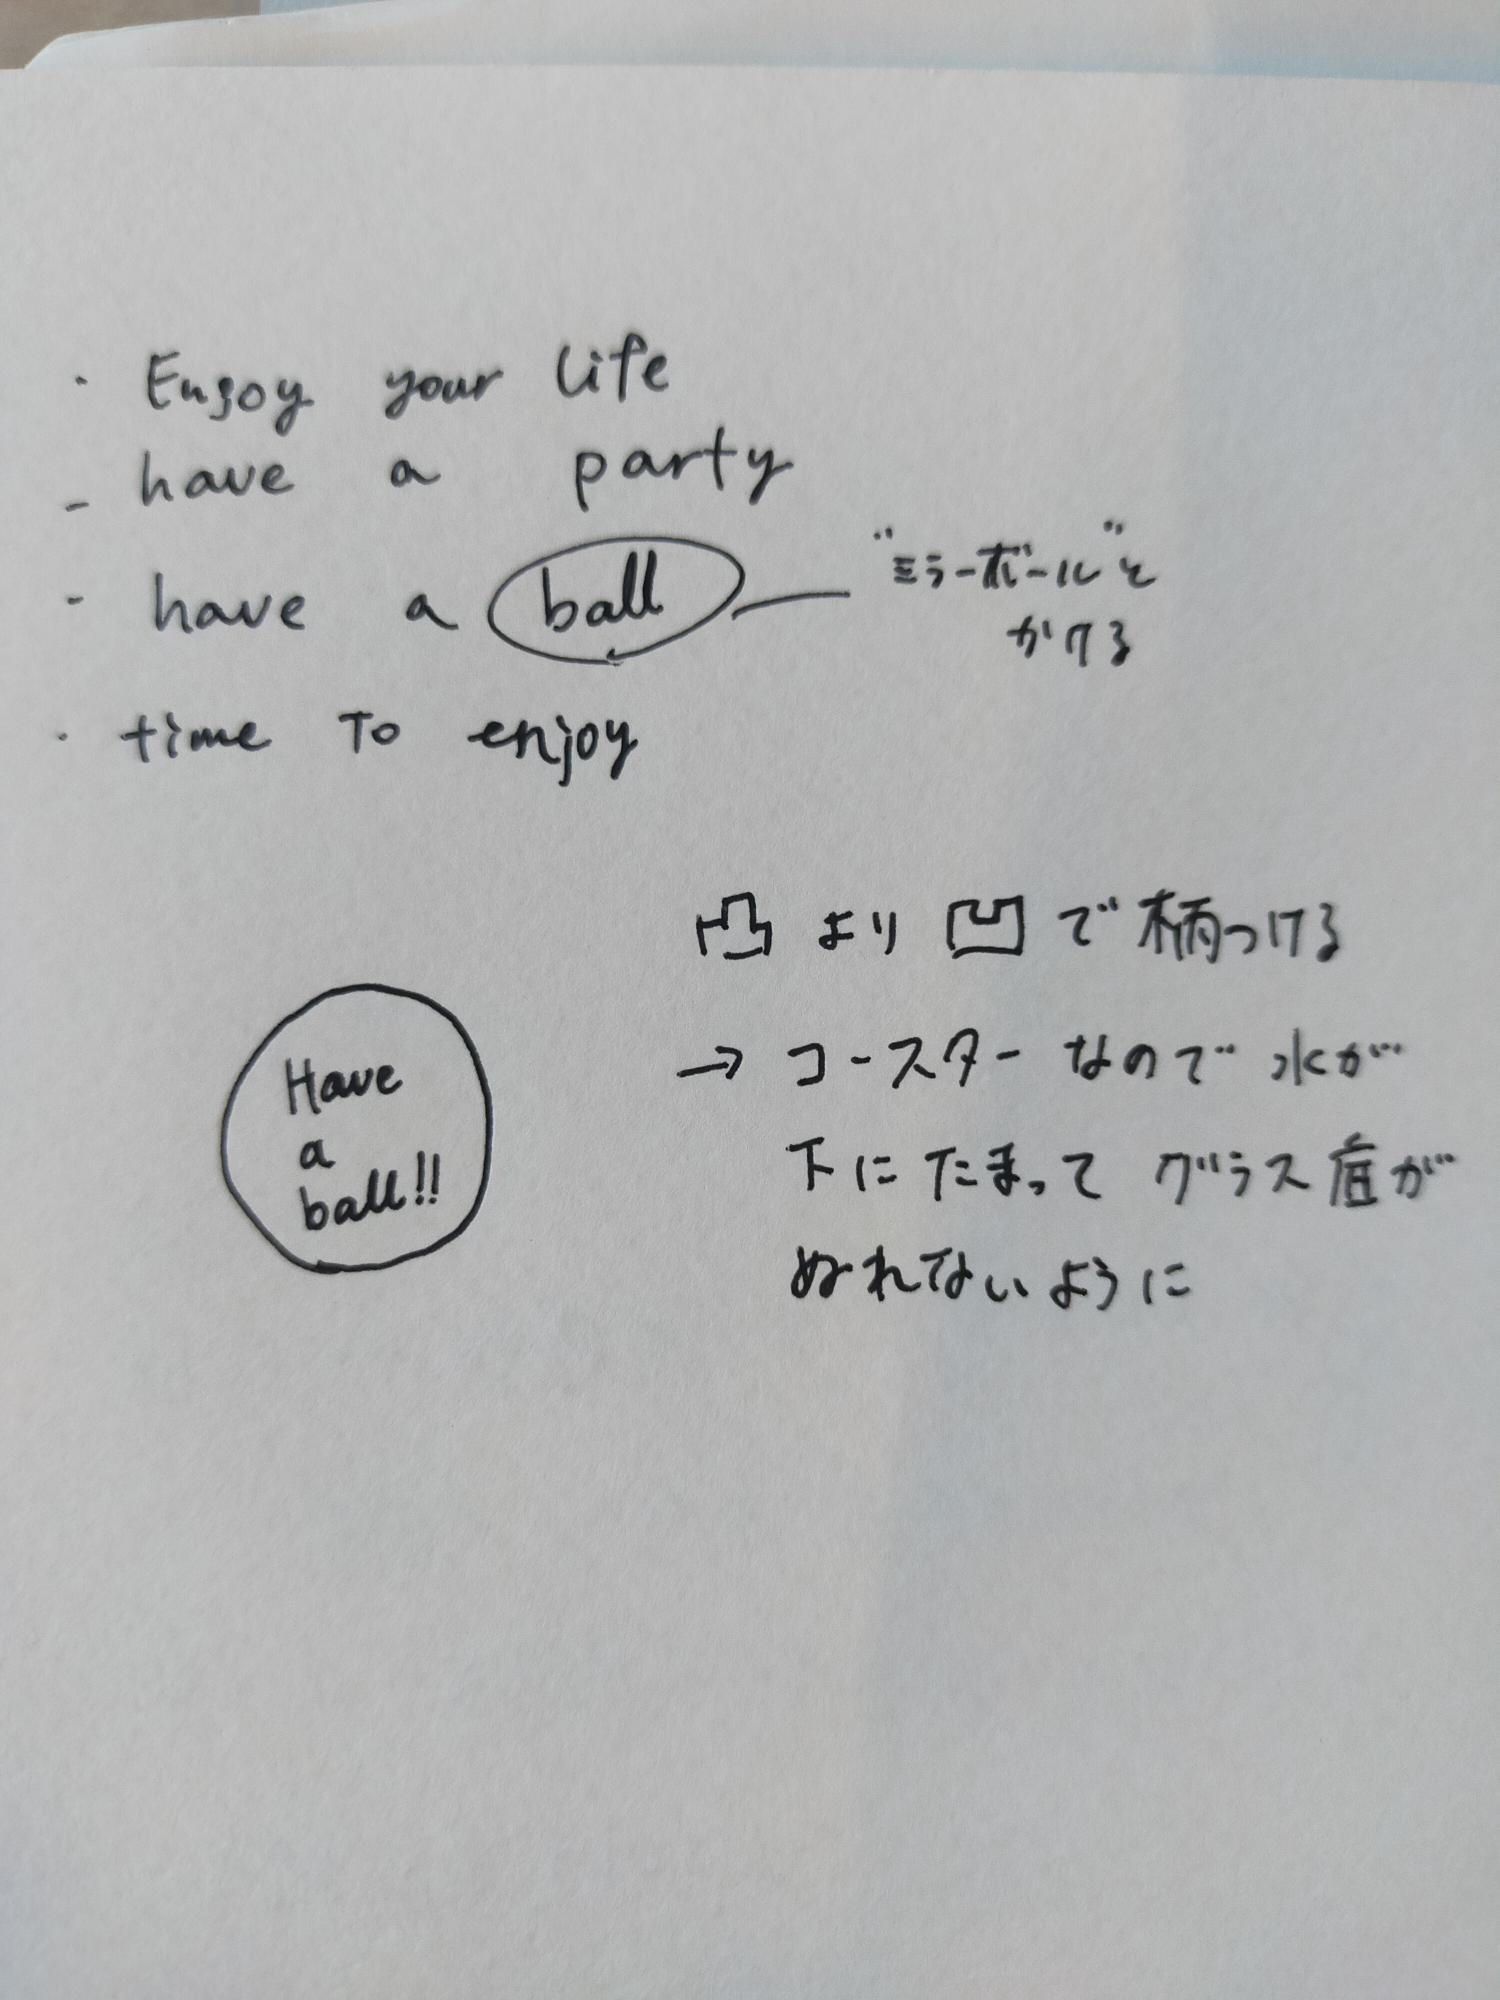 ・ Enjoy your life
- have a party
- have a ball
“ミラーボール”と
かける
・ time To enjoy
凸 より 凹 で 柄つける
→ コースター なので 水が
下に たまって グラス 底が
ぬれないように
Have
a
ball!!